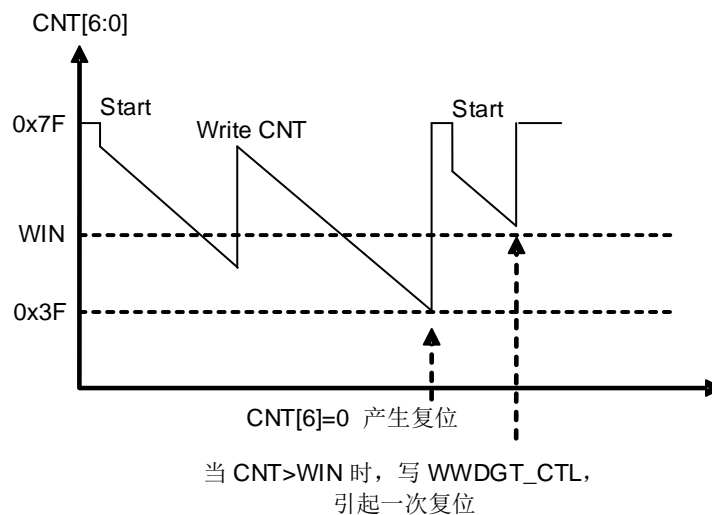 CNT[6:0]
0x7F
Start
Write CNT
Start
WIN
0x3F
CNT[6]=0 产生复位
当 CNT>WIN 时，写 WWDGT_CTL，
引起一次复位